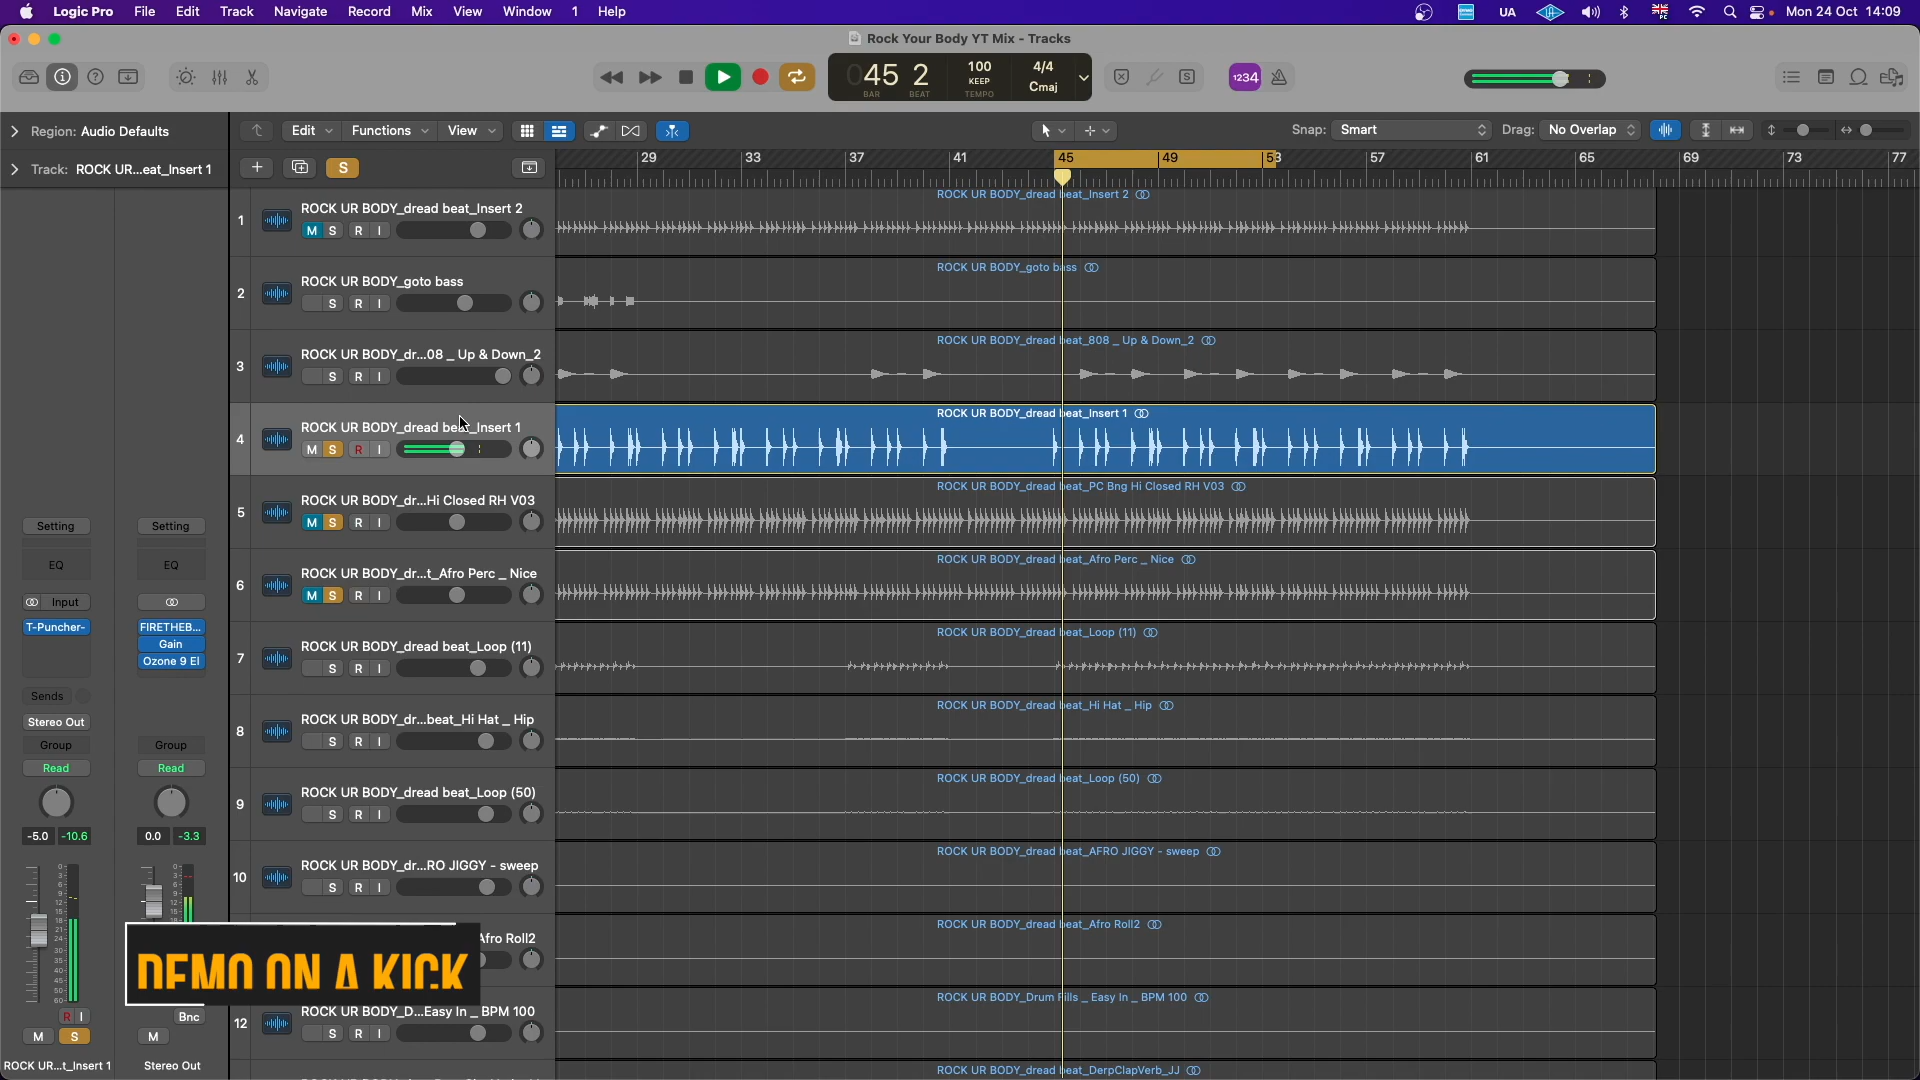 Logic Pro File Edit Track Navigate Record Mix View Window 1 Help
UA Mon 24 Oct 14:09
Rock Your Body YT Mix - Tracks
045 2 100 4/4
KEEP Cmaj
BAR BEAT TEMPO
1234
Region: Audio Defaults
Edit Functions View
Snap: Smart Drag: No Overlap
Track: ROCK UR...eat_Insert 1
S
29 33 37 41 45 49 53 57 61 65 69 73 77
1 ROCK UR BODY_dread beat_Insert 2
M S R I
ROCK UR BODY_dread beat_Insert 2
2 ROCK UR BODY_goto bass
S R I
ROCK UR BODY_goto bass
3 ROCK UR BODY_dr...08 _ Up & Down_2
S R I
ROCK UR BODY_dread beat_808 _ Up & Down_2
4 ROCK UR BODY_dread beat_Insert 1
M S R I
ROCK UR BODY_dread beat_Insert 1
5 ROCK UR BODY_dr...Hi Closed RH V03
M S R I
ROCK UR BODY_dread beat_PC Bng Hi Closed RH V03
6 ROCK UR BODY_dr...t_Afro Perc _ Nice
M S R I
ROCK UR BODY_dread beat_Afro Perc _ Nice
7 ROCK UR BODY_dread beat_Loop (11)
S R I
ROCK UR BODY_dread beat_Loop (11)
8 ROCK UR BODY_dr...beat_Hi Hat _ Hip
S R I
ROCK UR BODY_dread beat_Hi Hat _ Hip
9 ROCK UR BODY_dread beat_Loop (50)
S R I
ROCK UR BODY_dread beat_Loop (50)
10 ROCK UR BODY_dr...RO JIGGY - sweep
S R I
ROCK UR BODY_dread beat_AFRO JIGGY - sweep
Afro Roll2
ROCK UR BODY_dread beat_Afro Roll2
12 ROCK UR BODY_D...Easy In _ BPM 100
S R I
ROCK UR BODY_Drum Fills _ Easy In _ BPM 100
ROCK UR BODY_dread beat_DerpClapVerb_JJ
Setting Setting
EQ EQ
Input
T-Puncher- FIRETHEB...
Gain
Ozone 9 El
Sends
Stereo Out
Group Group
Read Read
-5.0 -10.6 0.0 -3.3
DEMO ON A KICK
R I Bnc
M S M
ROCK UR...t_Insert 1 Stereo Out